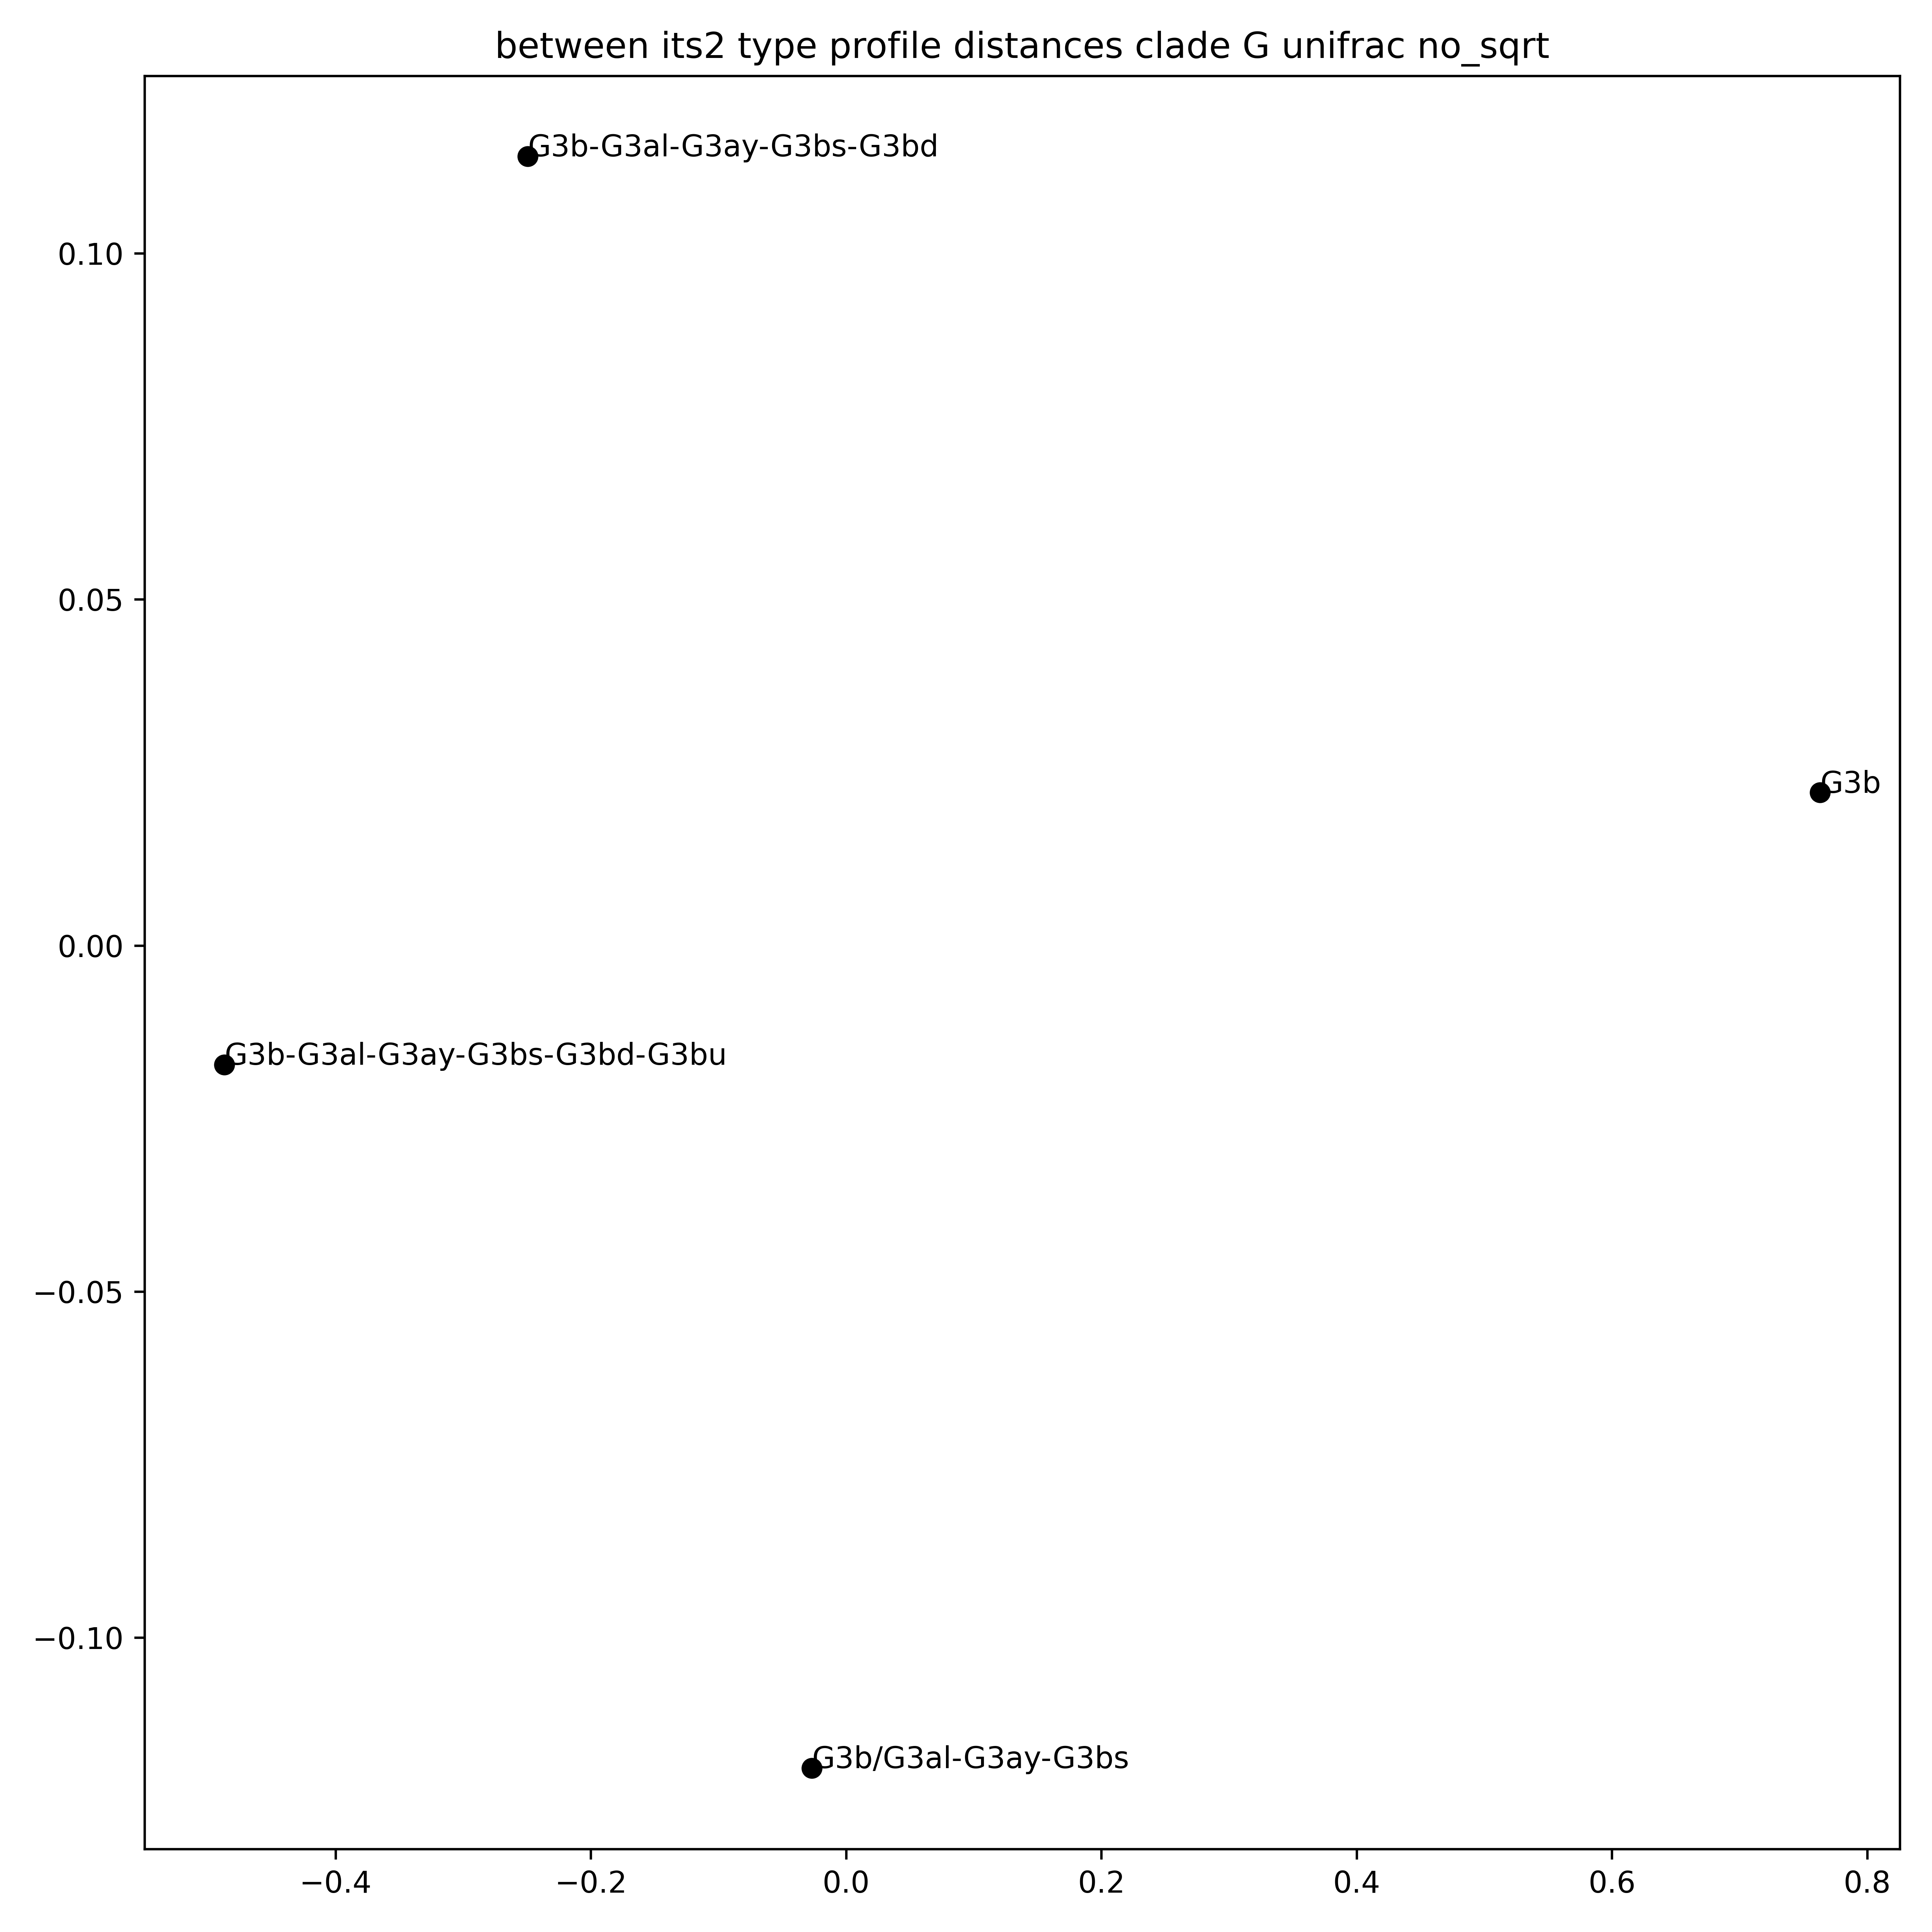 between its2 type profile distances clade G unifrac no_sqrt
G3b-G3al-G3ay-G3bs-G3bd
0.10
0.05
G3b
0.00
G3b-G3al-G3ay-G3bs-G3bd-G3bu
−0.05
−0.10
G3b/G3al-G3ay-G3bs
−0.4 −0.2 0.0 0.2 0.4 0.6 0.8